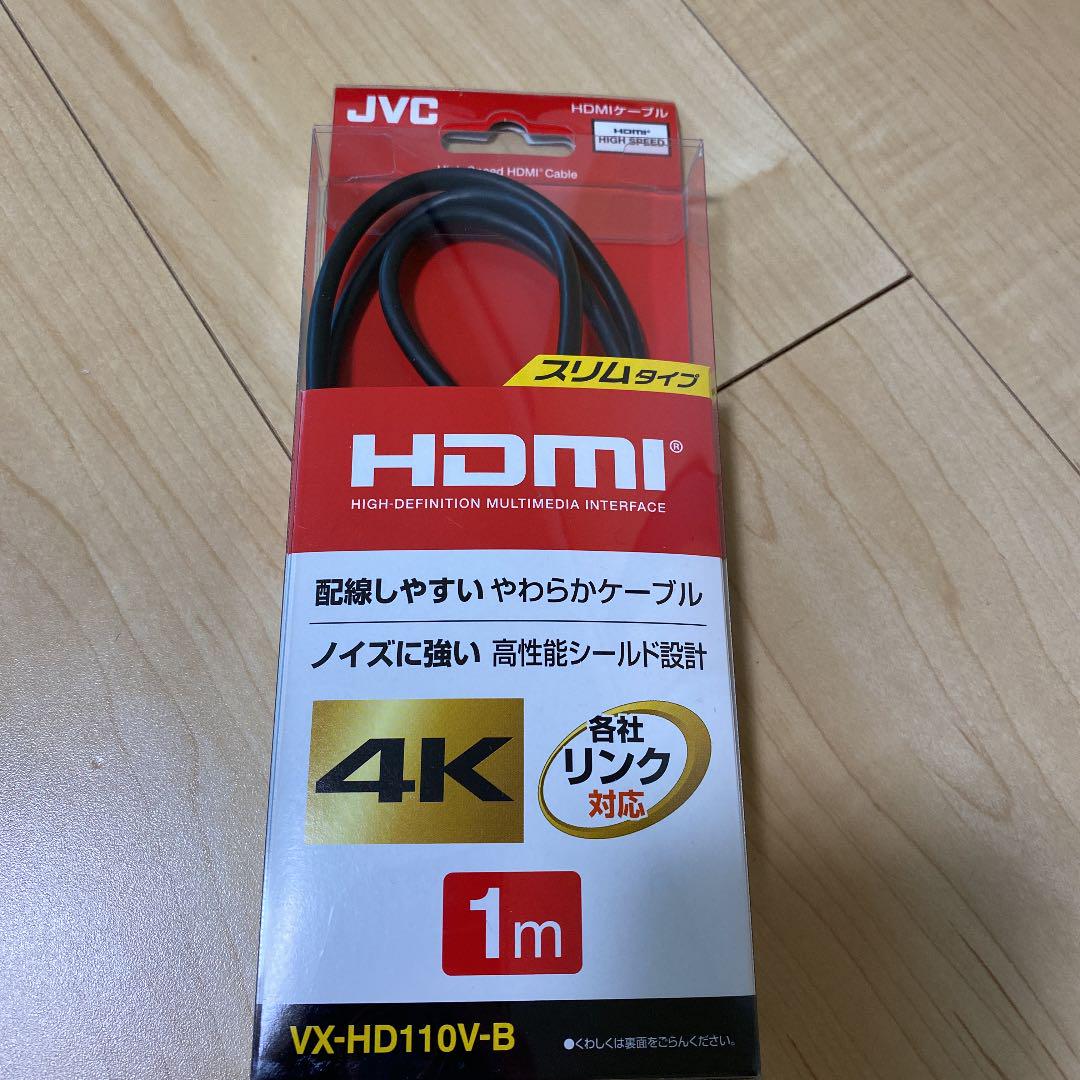 JVC
HDMIケーブル
HDMI®
HIGH SPEED
Speed HDMI® Cable
スリムタイプ
HDMI®
HIGH-DEFINITION MULTIMEDIA INTERFACE
配線しやすい やわらかケーブル
ノイズに強い 高性能シールド設計
4K
各社
リンク
対応
1m
VX-HD110V-B
●くわしくは裏面をごらんください。